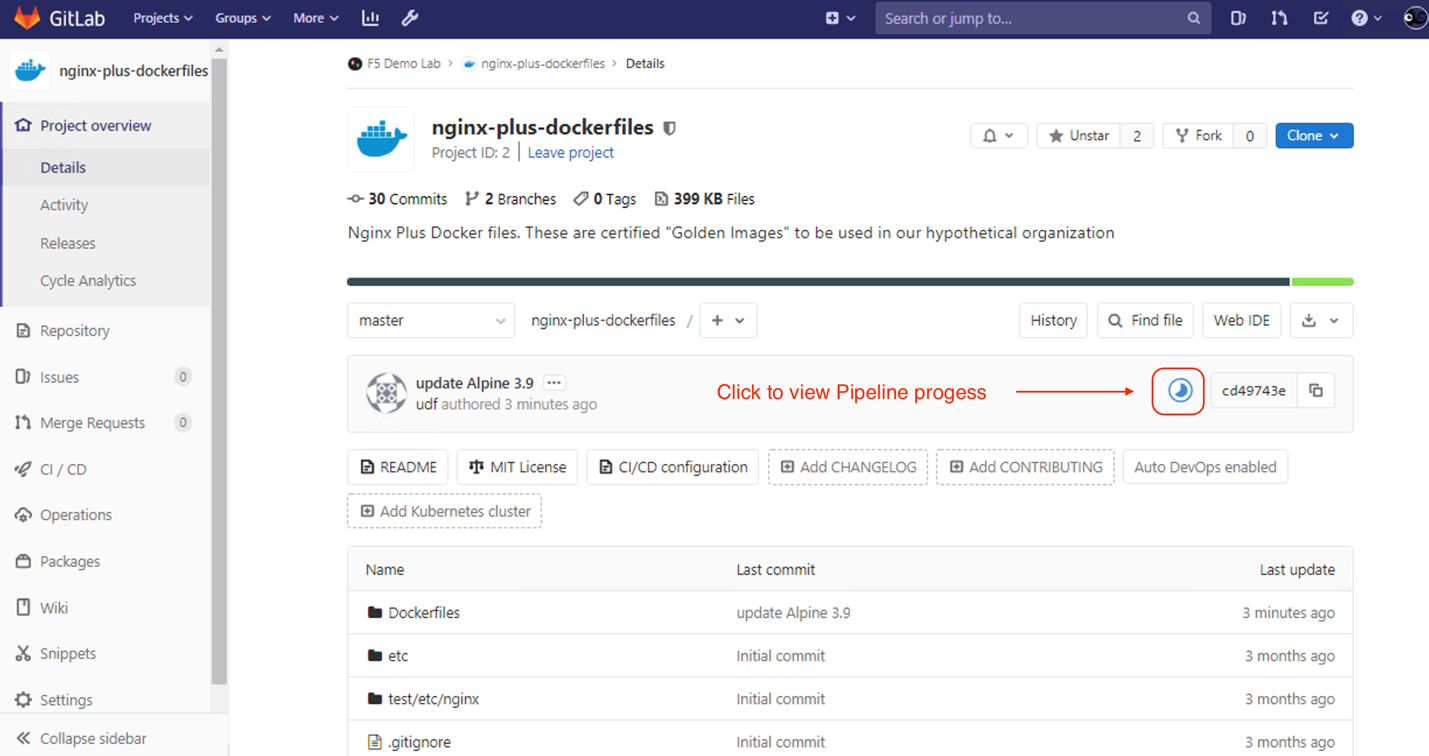 GitLab Projects Groups More Search or jump to...
nginx-plus-dockerfiles
Project overview
Details
Activity
Releases
Cycle Analytics
Repository
Issues 0
Merge Requests 0
CI / CD
Operations
Packages
Wiki
Snippets
Settings
Collapse sidebar
F5 Demo Lab > nginx-plus-dockerfiles > Details
nginx-plus-dockerfiles
Project ID: 2 | Leave project
Unstar 2 Fork 0 Clone
30 Commits 2 Branches 0 Tags 399 KB Files
Nginx Plus Docker files. These are certified "Golden Images" to be used in our hypothetical organization
master nginx-plus-dockerfiles / + History Find file Web IDE
update Alpine 3.9 ...
udf authored 3 minutes ago
Click to view Pipeline progess
cd49743e
README MIT License CI/CD configuration Add CHANGELOG Add CONTRIBUTING Auto DevOps enabled
Add Kubernetes cluster
Name Last commit Last update
Dockerfiles update Alpine 3.9 3 minutes ago
etc Initial commit 3 months ago
test/etc/nginx Initial commit 3 months ago
.gitignore Initial commit 3 months ago